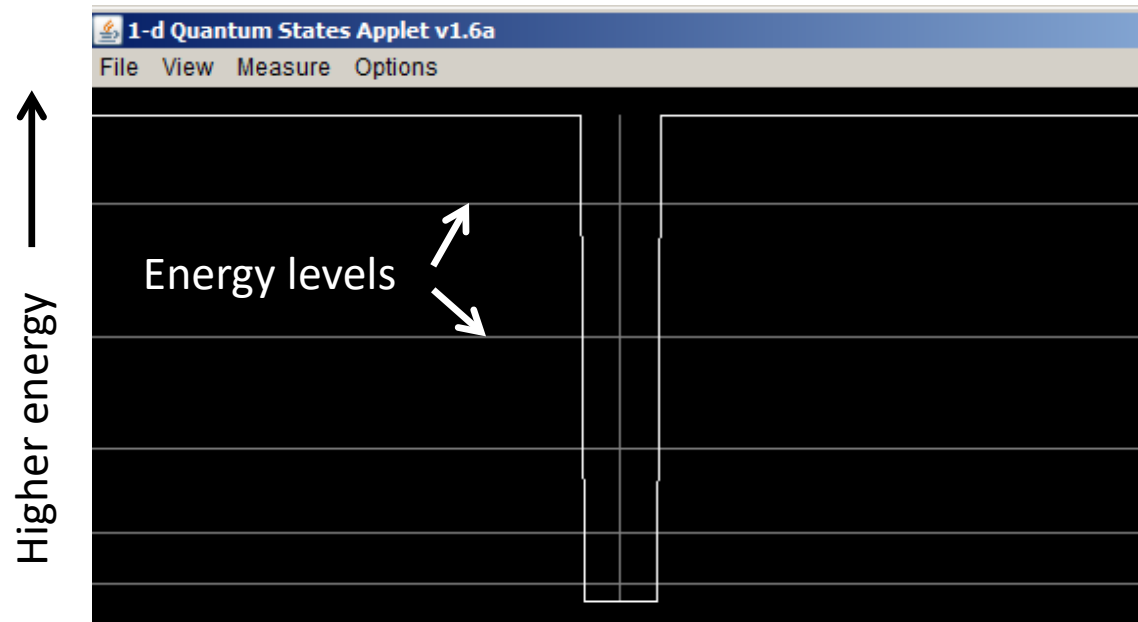 1-d Quantum States Applet v1.6a
File View Measure Options
Energy levels
Higher energy